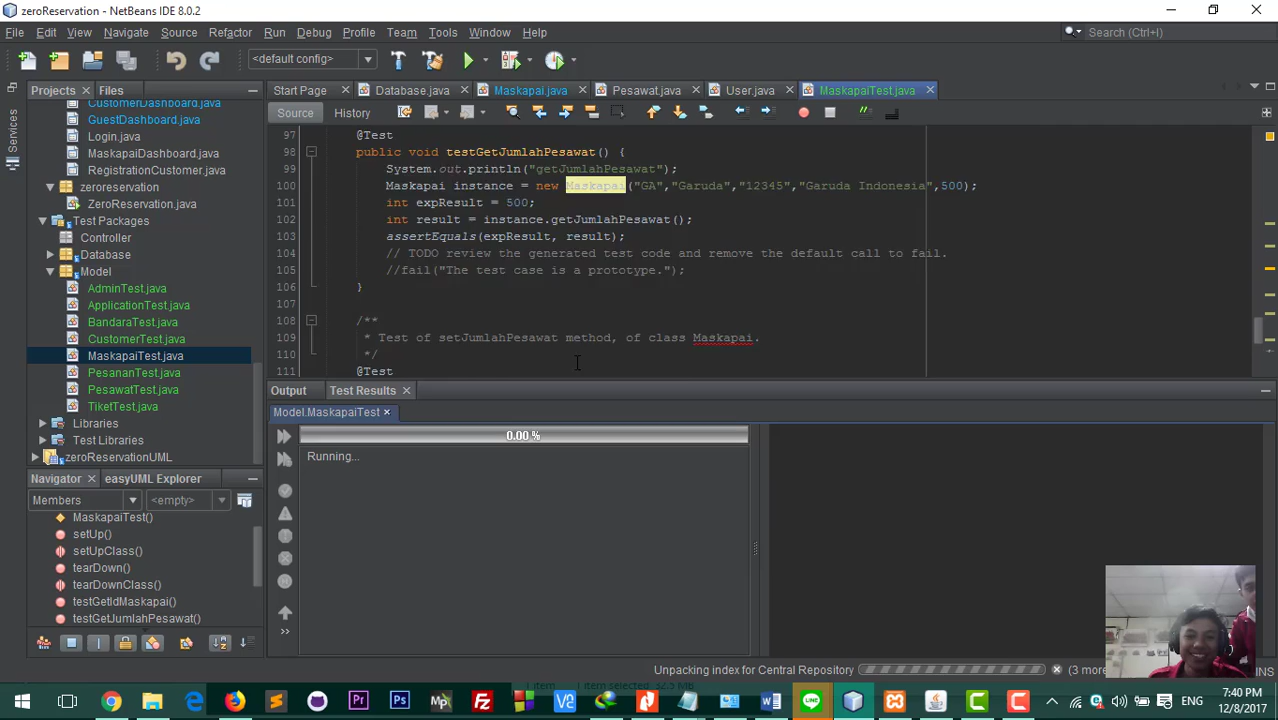 zeroReservation - NetBeans IDE 8.0.2
File Edit View Navigate Source Refactor Run Debug Profile Team Tools Window Help
Search (Ctrl+I)
<default config>
Projects × Files
Start Page Database.java Maskapai.java Pesawat.java User.java MaskapaiTest.java
Source History
Services
CustomerDashboard.java
GuestDashboard.java
Login.java
MaskapaiDashboard.java
RegistrationCustomer.java
zeroreservation
ZeroReservation.java
Test Packages
Controller
Database
Model
AdminTest.java
ApplicationTest.java
BandaraTest.java
CustomerTest.java
MaskapaiTest.java
PesananTest.java
PesawatTest.java
TiketTest.java
Libraries
Test Libraries
zeroReservationUML
97 @Test
98 public void testGetJumlahPesawat() {
99 System.out.println("getJumlahPesawat");
100 Maskapai instance = new Maskapai("GA","Garuda","12345","Garuda Indonesia",500);
101 int expResult = 500;
102 int result = instance.getJumlahPesawat();
103 assertEquals(expResult, result);
104 // TODO review the generated test code and remove the default call to fail.
105 //fail("The test case is a prototype.");
106 }
107
108 /**
109 * Test of setJumlahPesawat method, of class Maskapai.
110 */
111 @Test
Output Test Results ×
Model.MaskapaiTest ×
0.00 %
Running...
Navigator × easyUML Explorer
Members <empty>
MaskapaiTest()
setUp()
setUpClass()
tearDown()
tearDownClass()
testGetIdMaskapai()
testGetJumlahPesawat()
Unpacking index for Central Repository (3 more
INS
7:40 PM
12/8/2017